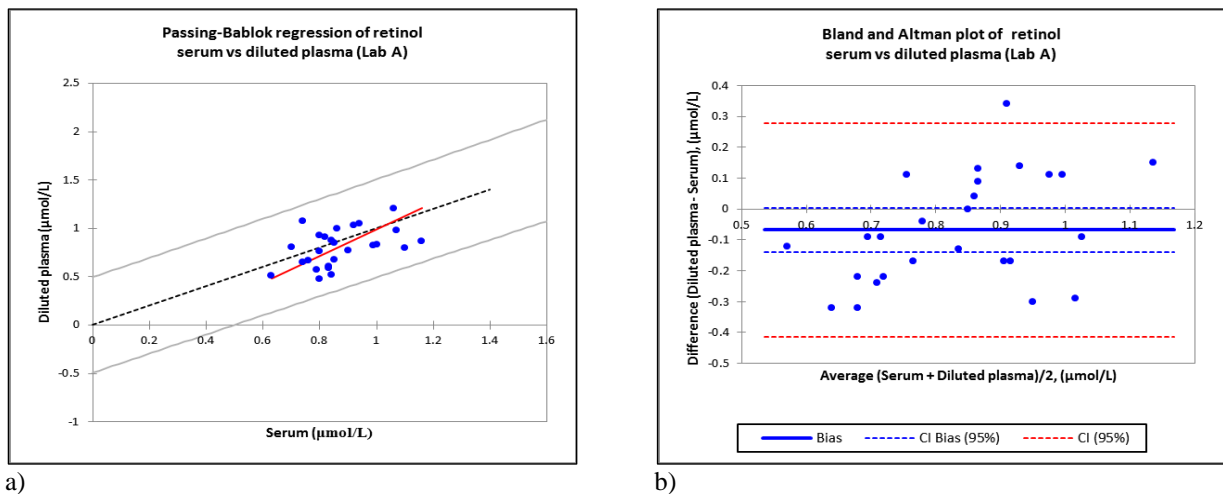 Passing-Bablok regression of retinol
serum vs diluted plasma (Lab A)
Diluted plasma (µmol/L)
2.5
2
1.5
1
0.5
0
-0.5
-1
0 0.2 0.4 0.6 0.8 1 1.2 1.4 1.6
Serum (µmol/L)
a)
Bland and Altman plot of retinol
serum vs diluted plasma (Lab A)
Difference (Diluted plasma - Serum), (µmol/L)
0.4
0.3
0.2
0.1
0
-0.1
-0.2
-0.3
-0.4
-0.5
0.5 0.6 0.7 0.8 0.9 1 1.1 1.2
Average (Serum + Diluted plasma)/2, (µmol/L)
Bias CI Bias (95%) CI (95%)
b)